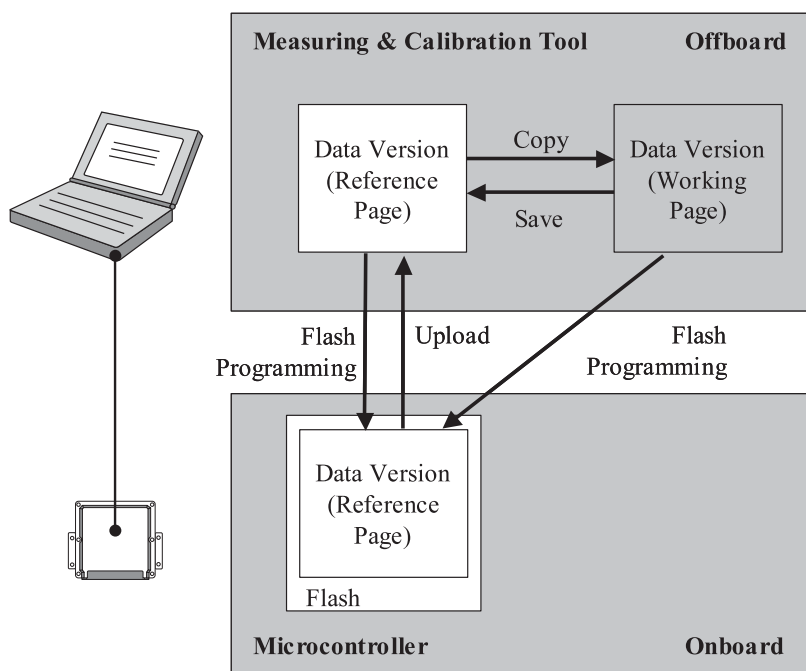 Measuring & Calibration Tool Offboard
Data Version
(Reference
Page)
Copy
Save
Data Version
(Working
Page)
Flash
Programming
Upload
Flash
Programming
Data Version
(Reference
Page)
Flash
Microcontroller Onboard